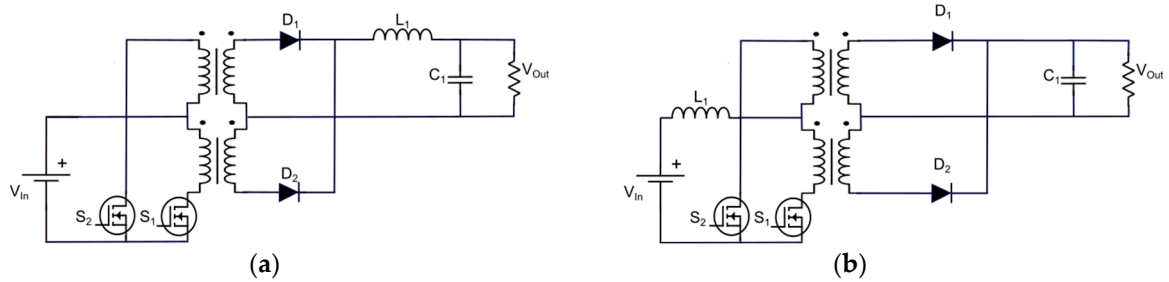 D1
L1
C1
VOut
+
VIn
S2
S1
D2
(a)
D1
L1
C1
VOut
+
VIn
S2
S1
D2
(b)